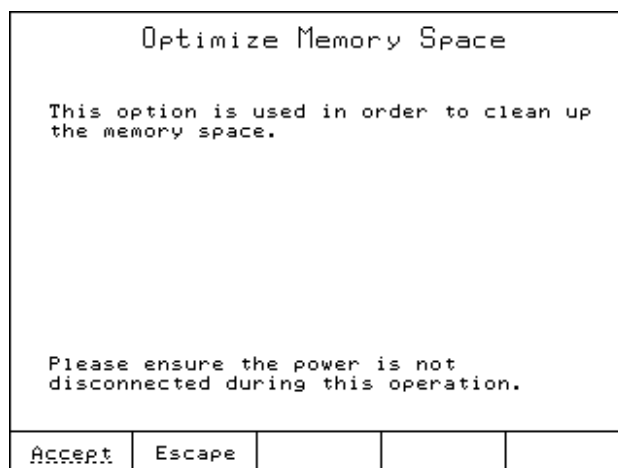 Optimize Memory Space
This option is used in order to clean up
the memory space.
Please ensure the power is not
disconnected during this operation.
Accept Escape